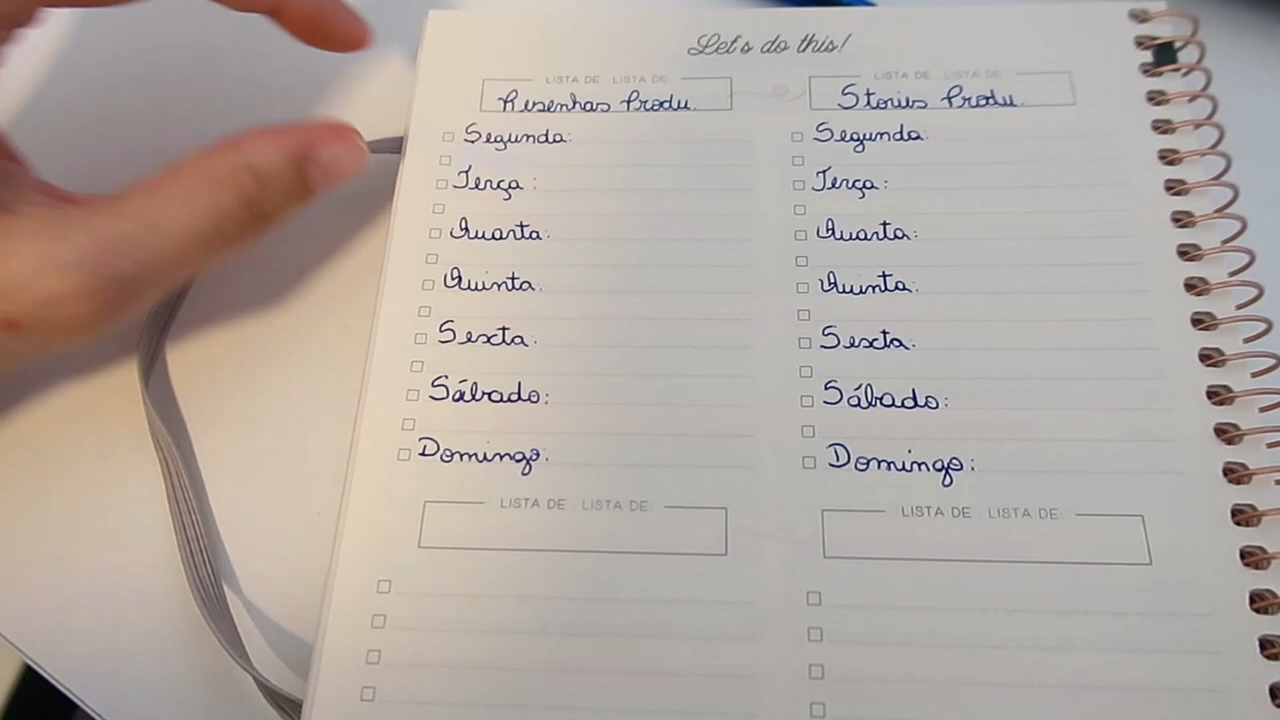 Let's do this!
LISTA DE LISTA DE
Resenhas Produ.
Segunda:
Terça:
Quarta:
Quinta:
Sexta:
Sábado:
Domingo:
LISTA DE LISTA DE
Stories Produ.
Segunda:
Terça:
Quarta:
Quinta:
Sexta:
Sábado:
Domingo:
LISTA DE LISTA DE:
LISTA DE LISTA DE: